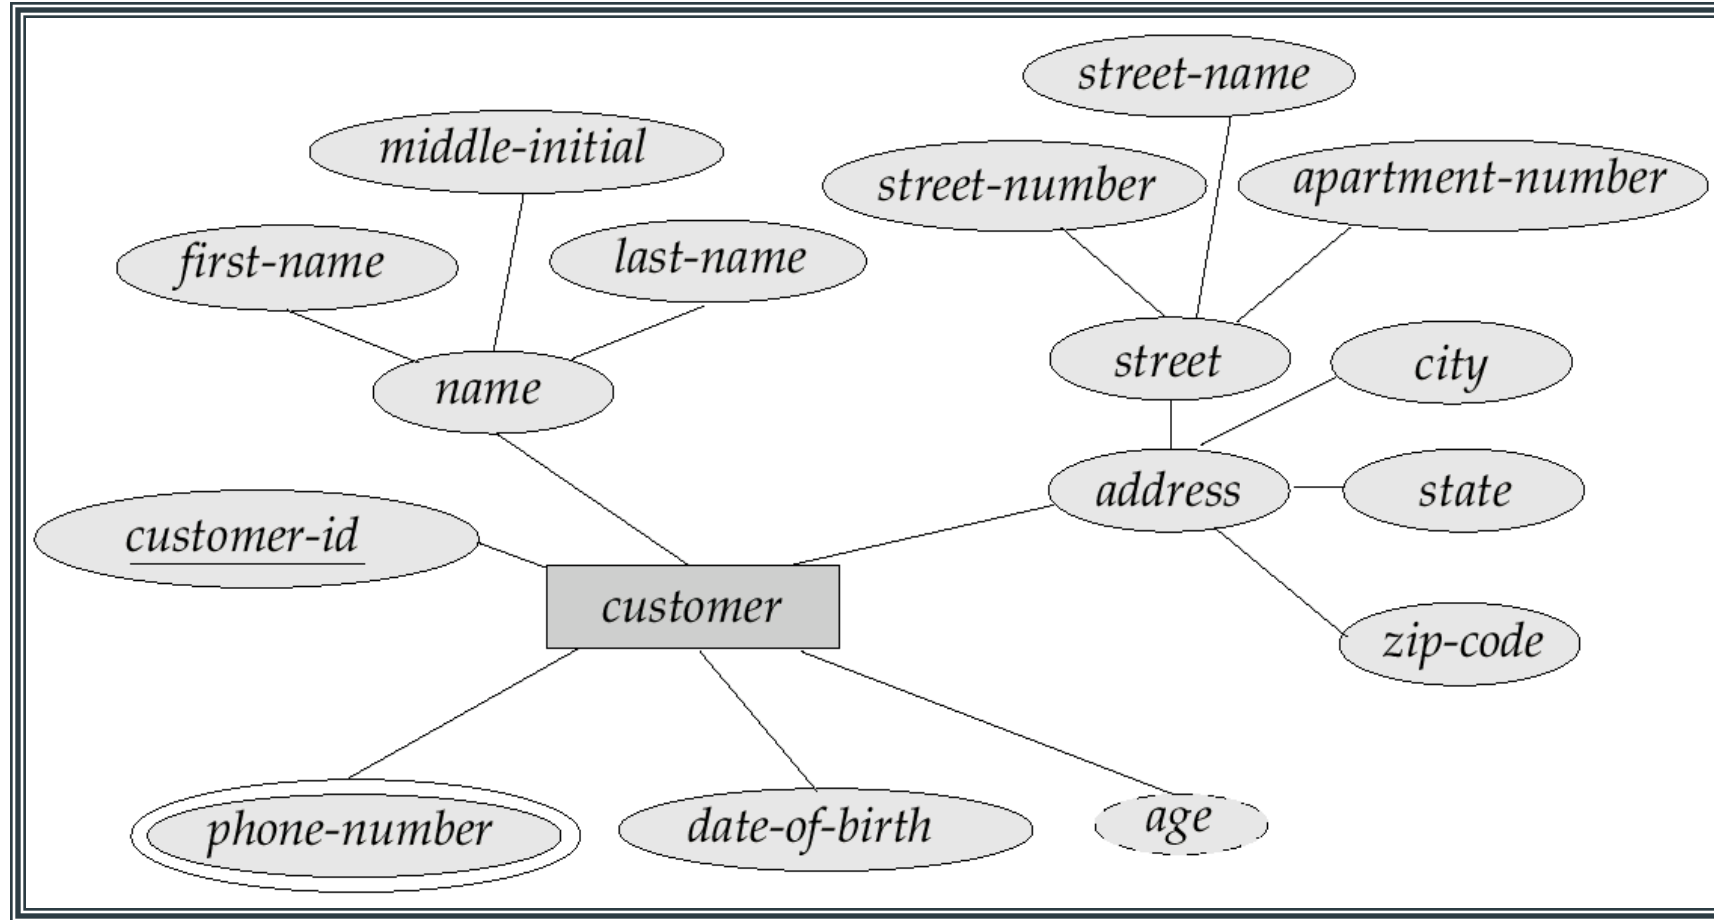 street-name
middle-initial
street-number
apartment-number
first-name
last-name
name
street
city
address
state
customer-id
customer
zip-code
phone-number
date-of-birth
age